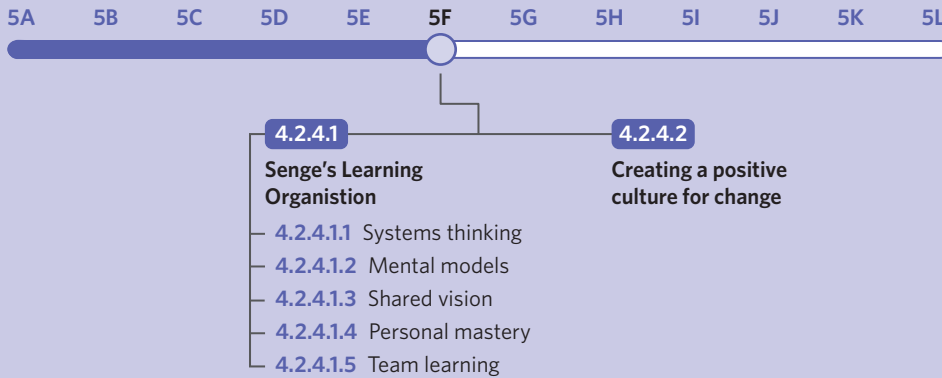 5A 5B 5C 5D 5E 5F 5G 5H 5I 5J 5K 5L
4.2.4.1 4.2.4.2
Senge's Learning Creating a positive
Organistion culture for change
4.2.4.1.1 Systems thinking
4.2.4.1.2 Mental models
4.2.4.1.3 Shared vision
4.2.4.1.4 Personal mastery
4.2.4.1.5 Team learning